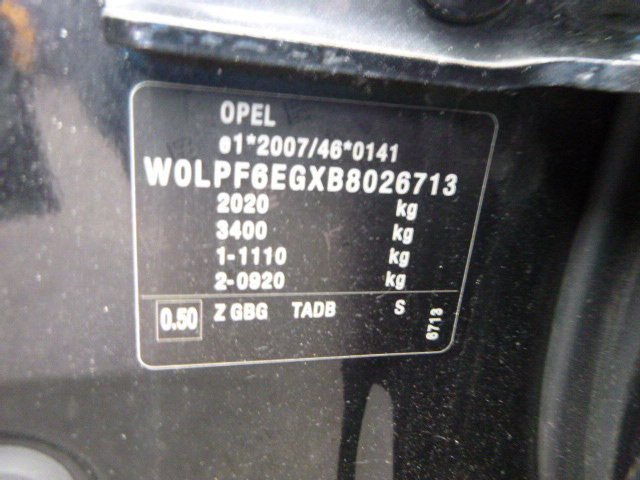 OPEL
e1*2007/46*0141
W0LPF6EGXB8026713
2020 kg
3400 kg
1-1110 kg
2-0920 kg
0.50 Z GBG TADB S 6713